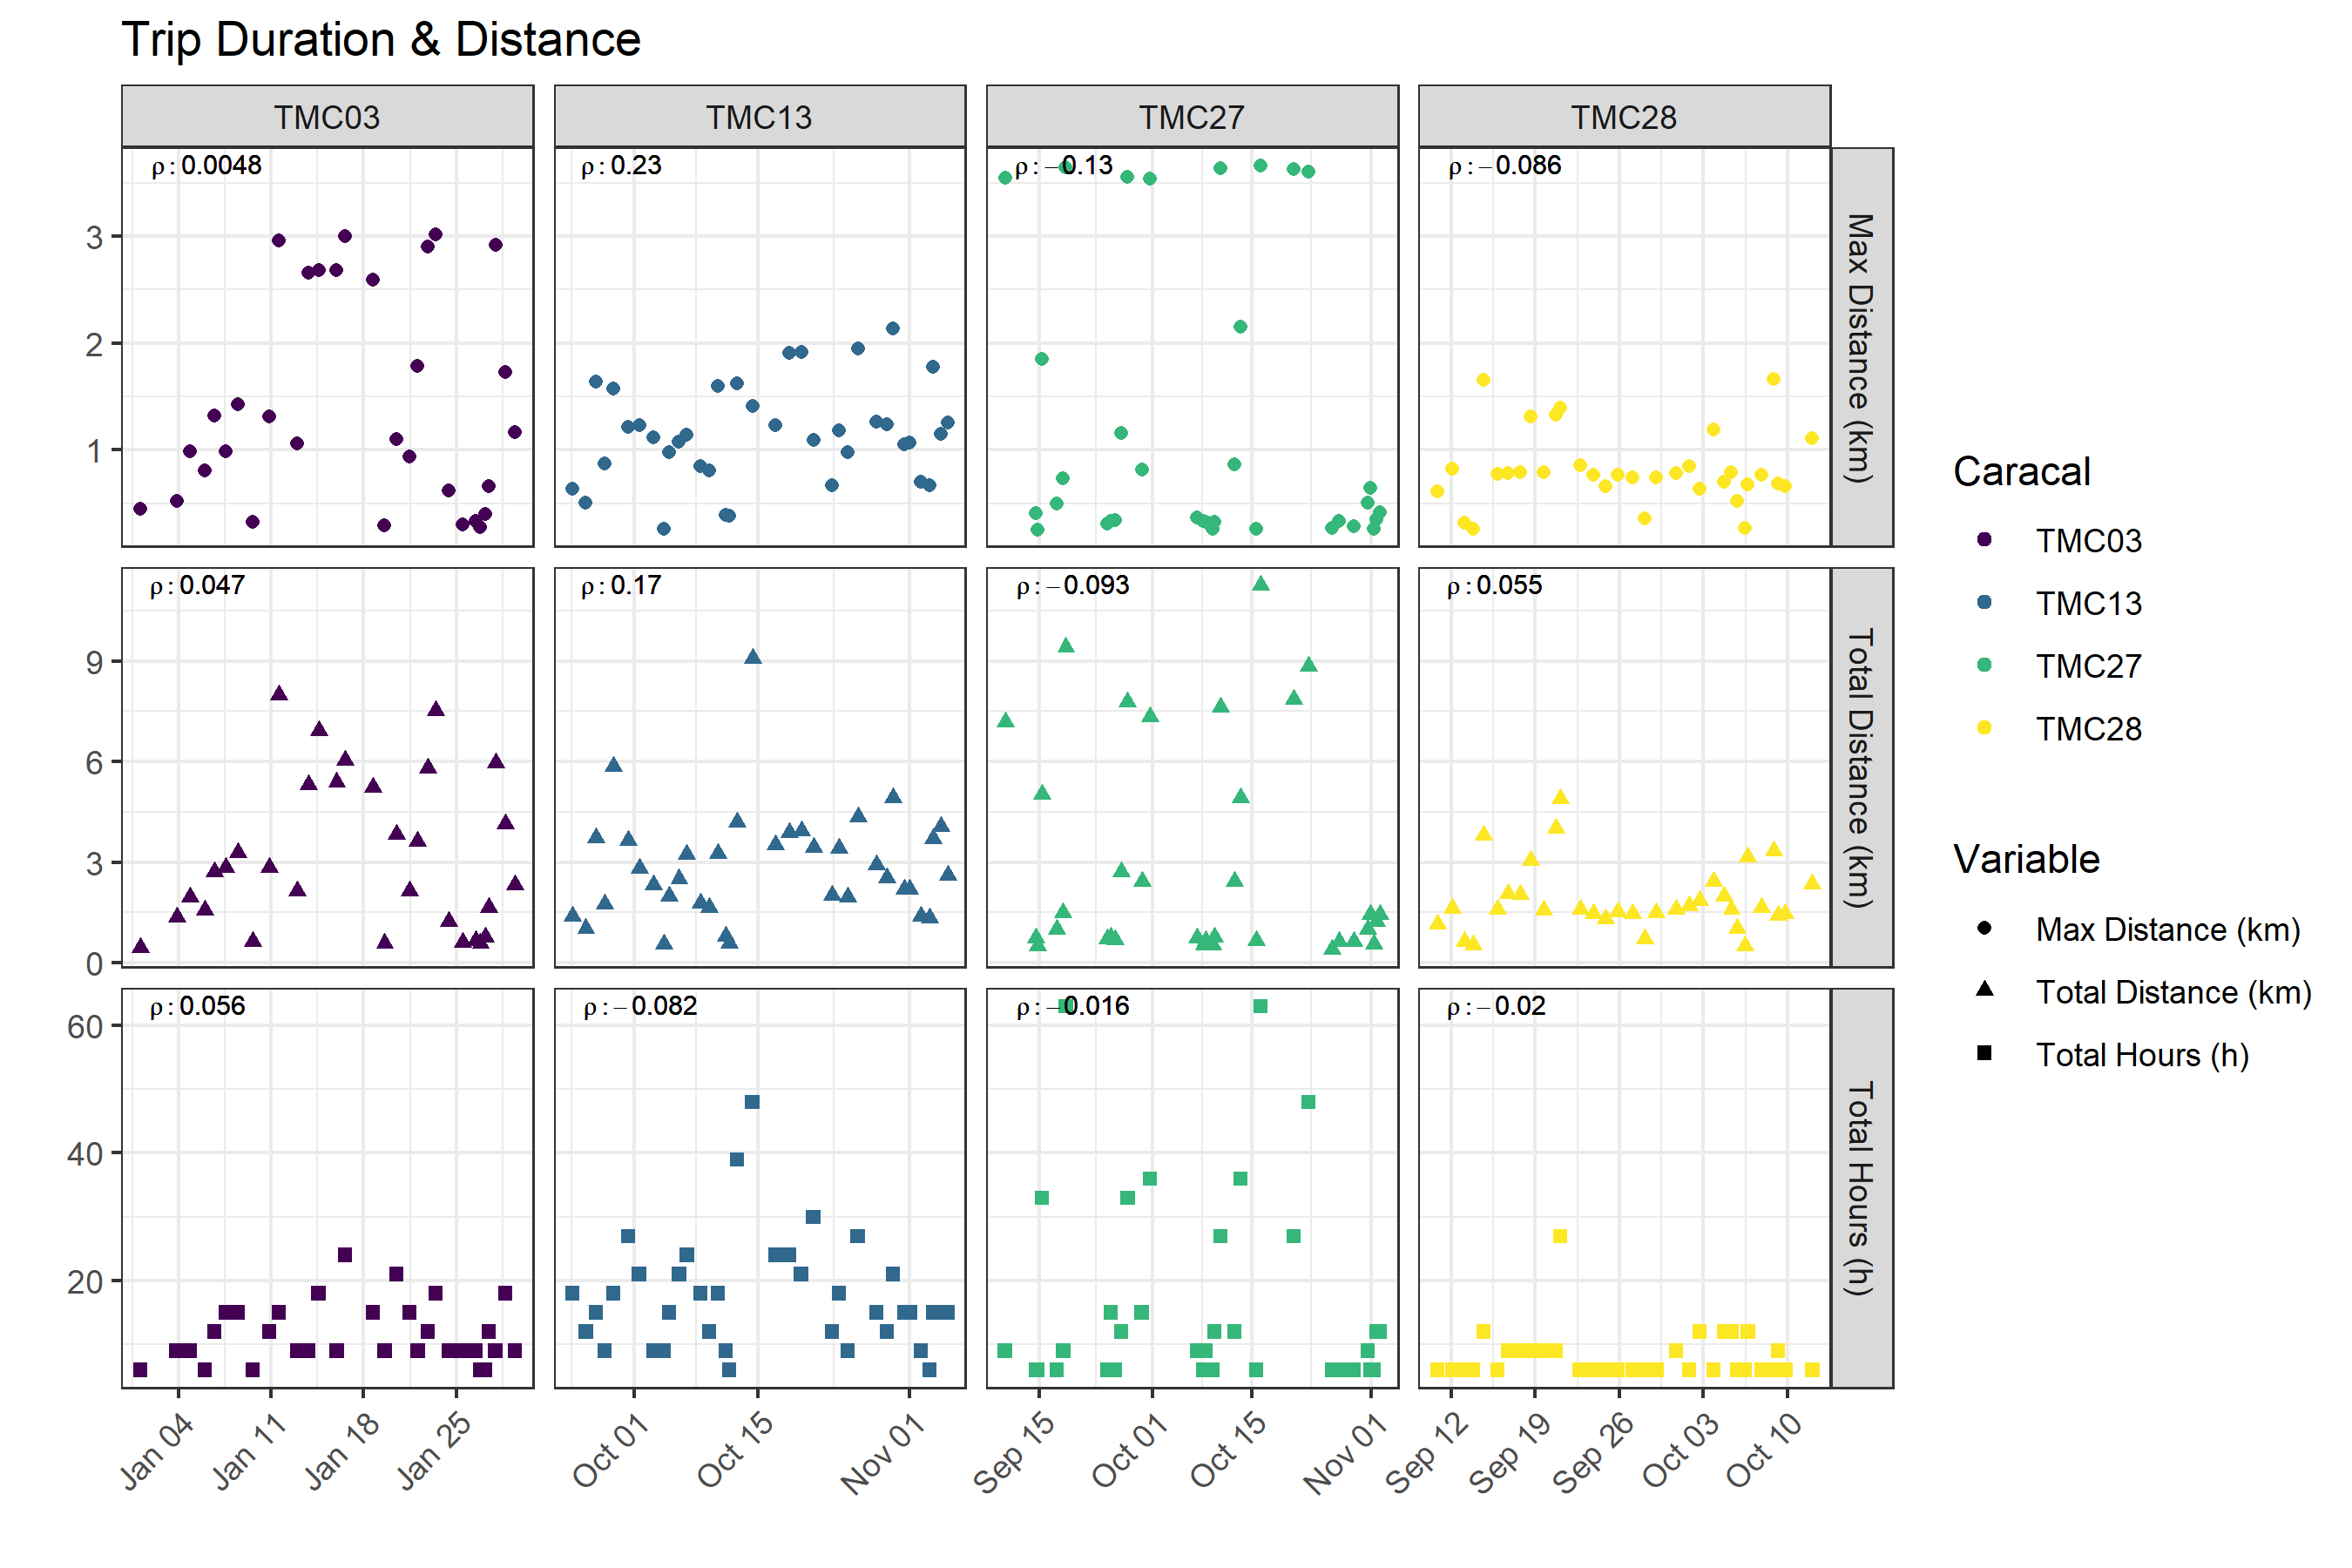 Trip Duration & Distance
TMC03 TMC13 TMC27 TMC28
ρ : 0.0048 ρ : 0.23 ρ : −0.13 ρ : −0.086
3
2
1
Max Distance (km)
ρ : 0.047 ρ : 0.17 ρ : −0.093 ρ : 0.055
9
6
3
0
Total Distance (km)
ρ : 0.056 ρ : −0.082 ρ : −0.016 ρ : −0.02
60
40
20
Total Hours (h)
Jan 04 Jan 11 Jan 18 Jan 25 Oct 01 Oct 15 Nov 01 Sep 15 Oct 01 Oct 15 Nov 01 Sep 12 Sep 19 Sep 26 Oct 03 Oct 10
Caracal
TMC03
TMC13
TMC27
TMC28
Variable
Max Distance (km)
Total Distance (km)
Total Hours (h)